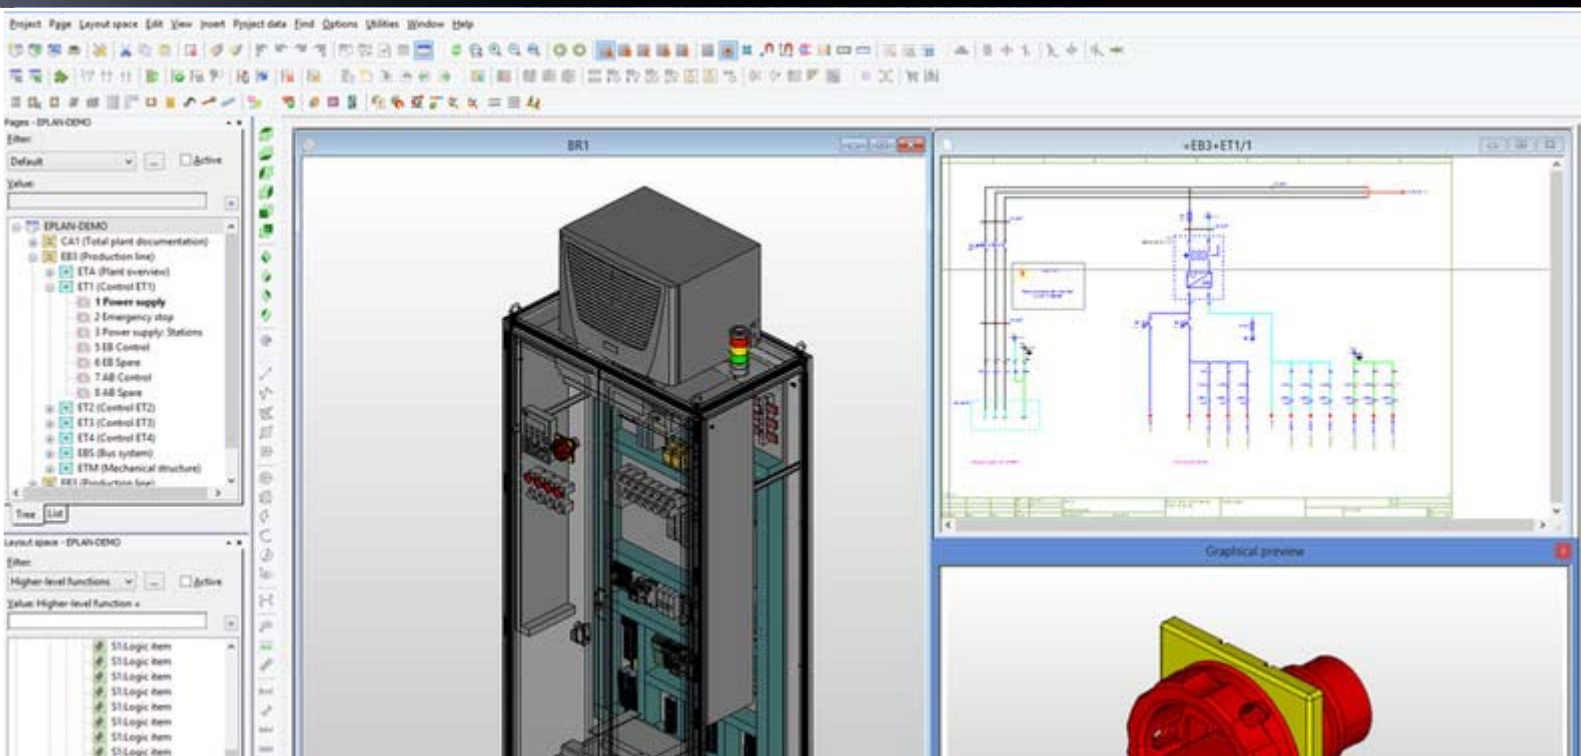 Project Page Layout space Edit View Insert Project data Find Options Utilities Window Help
Pages - EPLAN-DEMO
Filter:
Default
...
Active
Value:
EPLAN-DEMO
CA1 (Total plant documentation)
EB3 (Production line)
ETA (Plant overview)
ET1 (Control ET1)
1 Power supply
2 Emergency stop
3 Power supply: Stations
5 EB Control
6 EB Spare
7 AB Control
8 AB Spare
ET2 (Control ET2)
ET3 (Control ET3)
ET4 (Control ET4)
EBS (Bus system)
ETM (Mechanical structure)
(Production line)
Tree List
Layout space - EPLAN-DEMO
Filter:
Higher-level functions
...
Active
Value: Higher-level function =
S1:Logic item
S1:Logic item
S1:Logic item
S1:Logic item
S1:Logic item
S1:Logic item
S1:Logic item
S1:Logic item
BR1
=EB3+ET1/1
Graphical preview